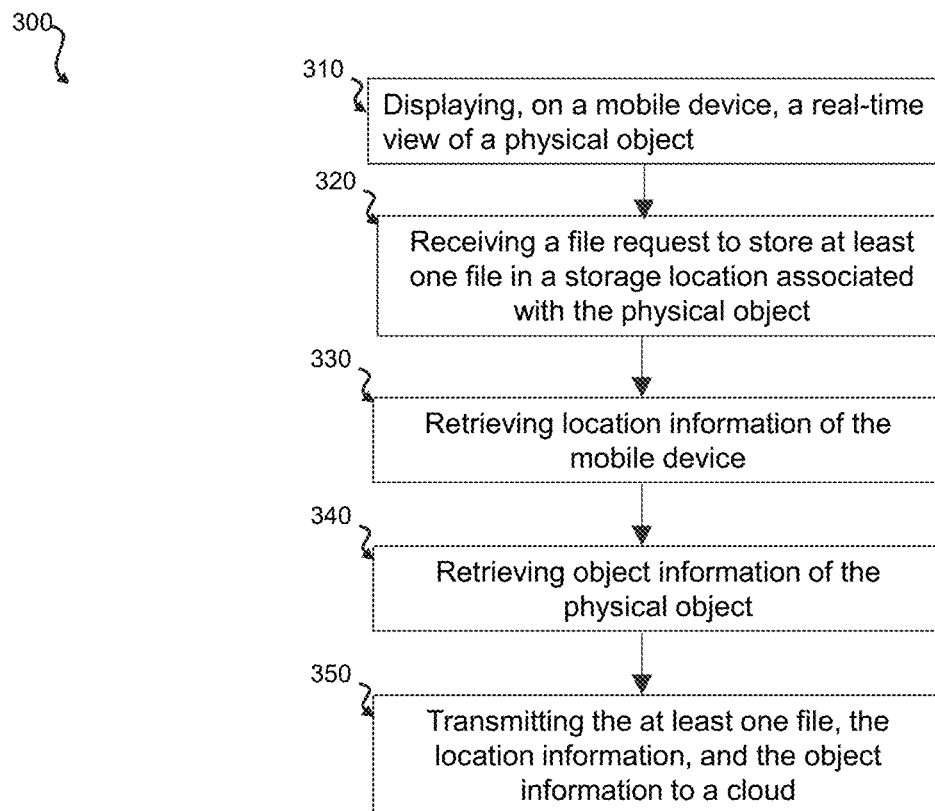 300
310
Displaying, on a mobile device, a real-time
view of a physical object
320
Receiving a file request to store at least
one file in a storage location associated
with the physical object
330
Retrieving location information of the
mobile device
340
Retrieving object information of the
physical object
350
Transmitting the at least one file, the
location information, and the object
information to a cloud